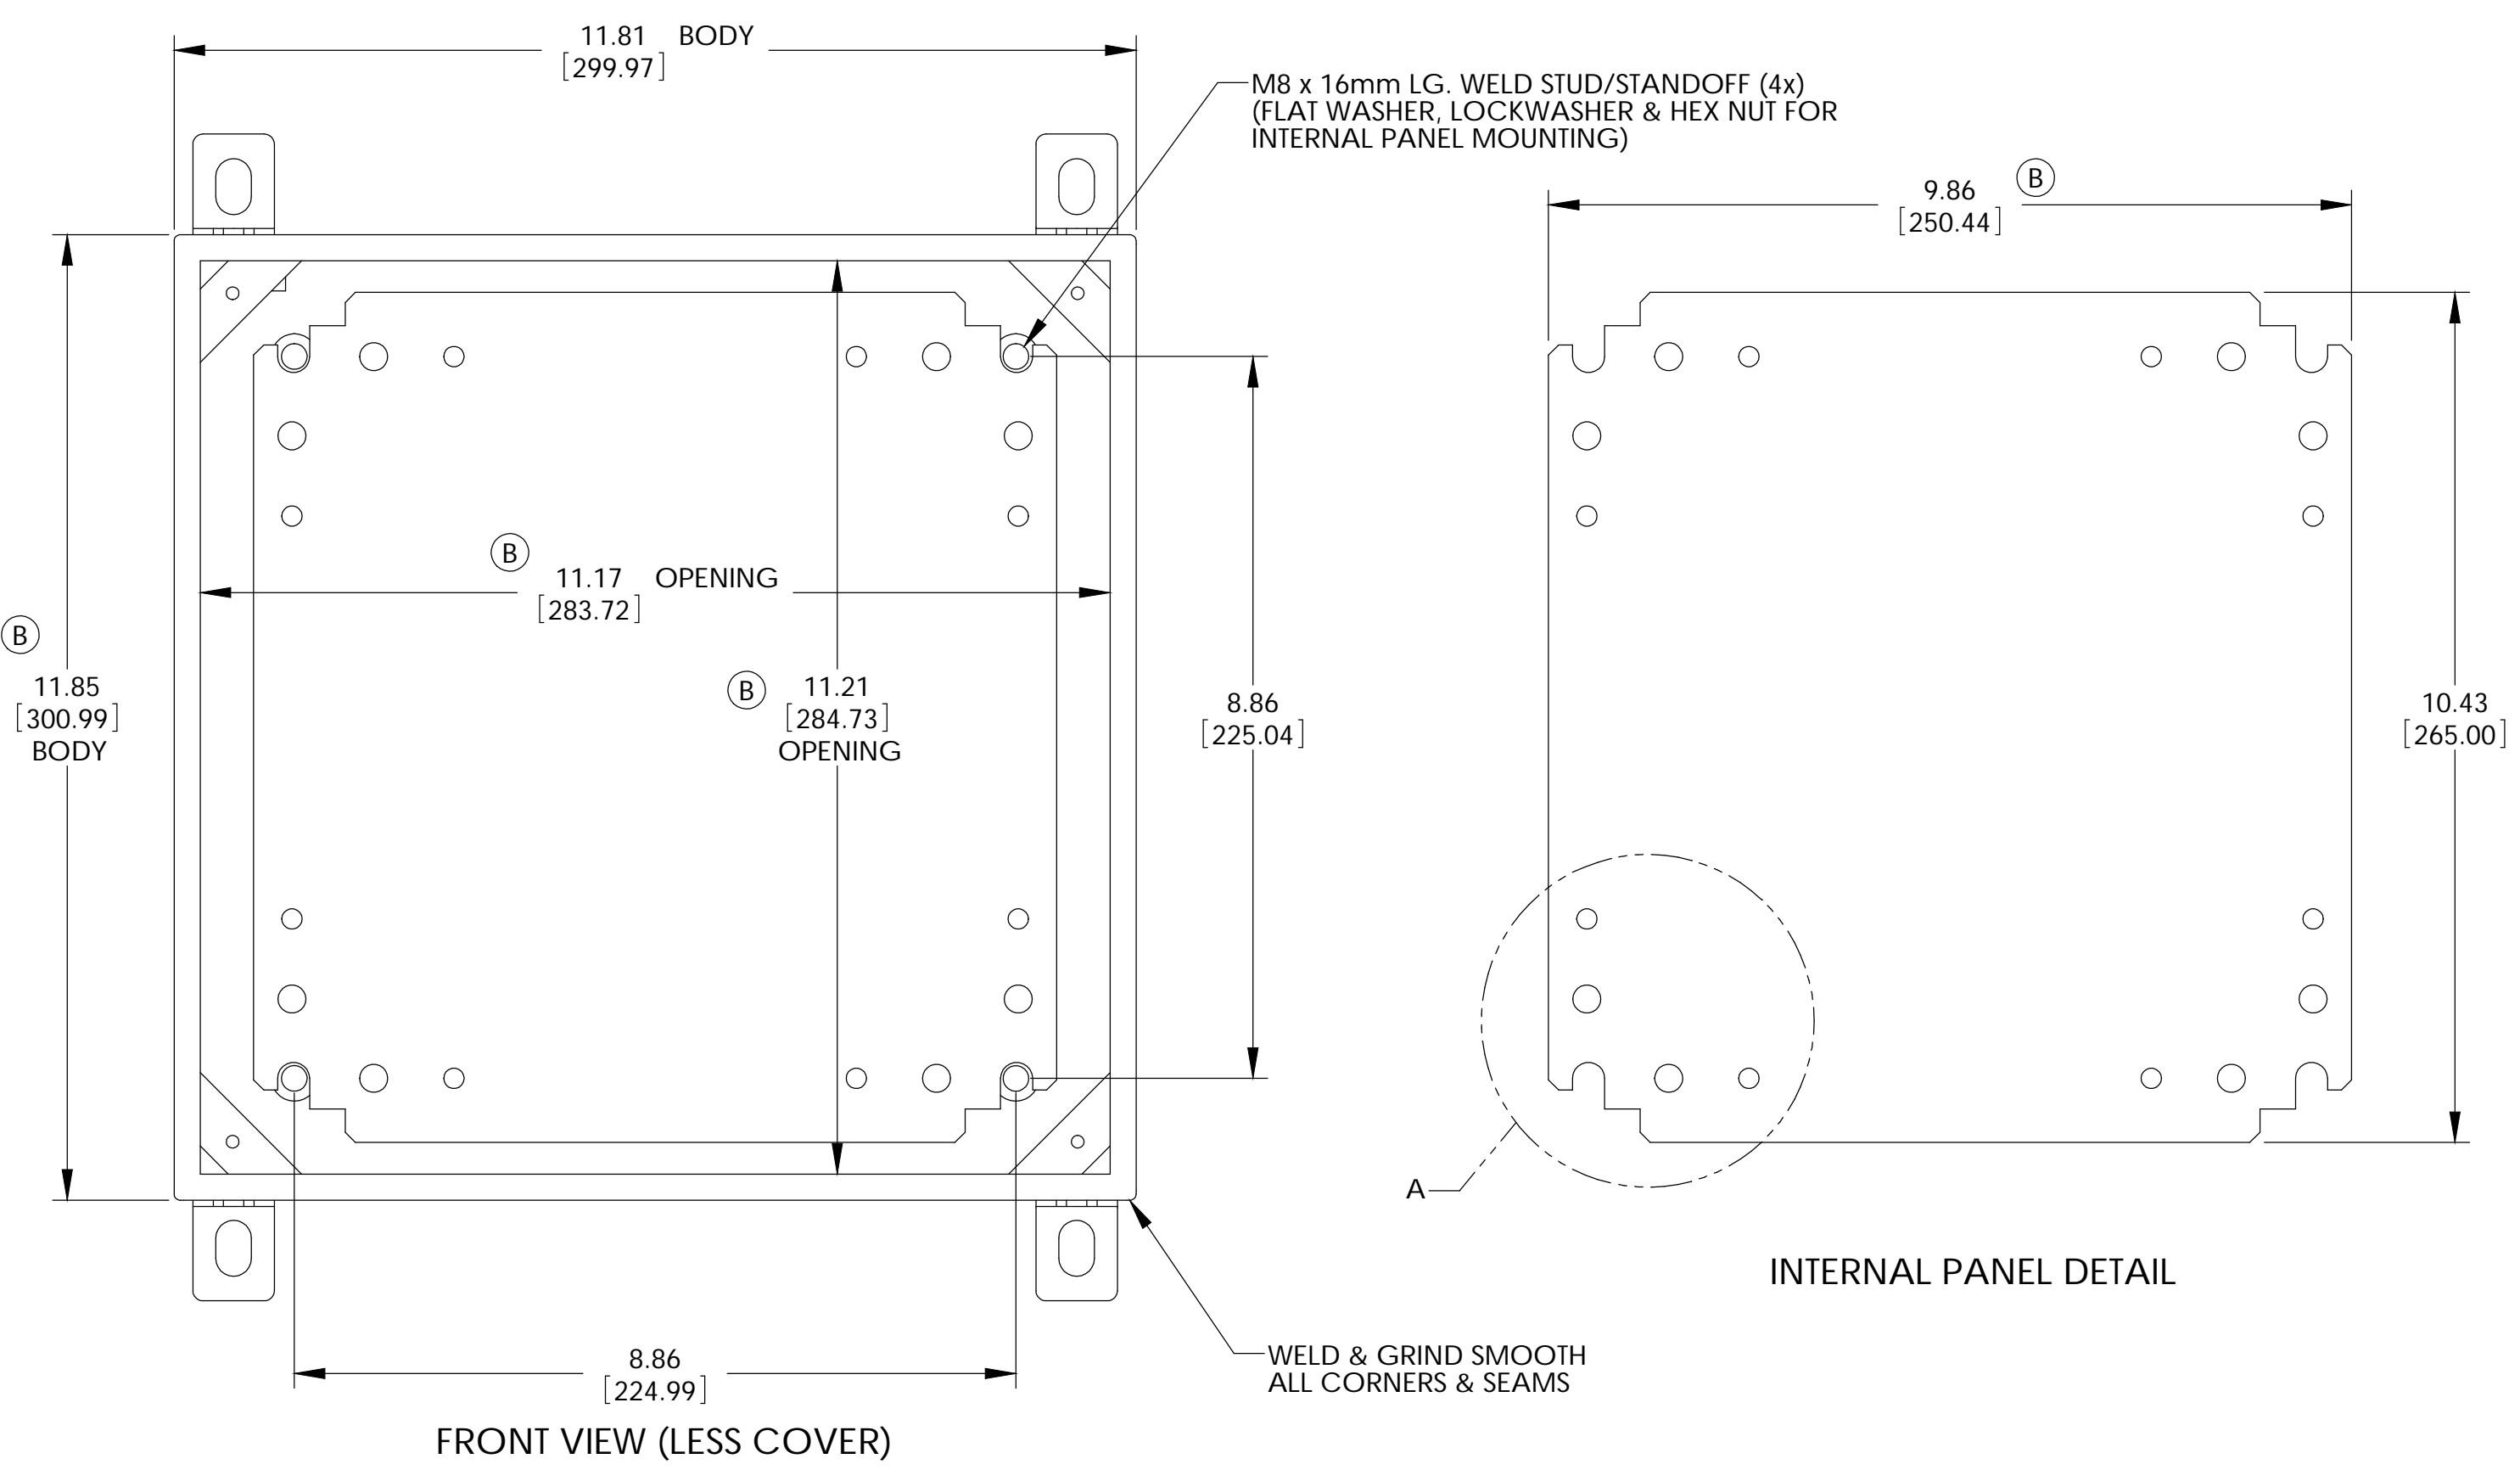 11.81 BODY
[299.97]
M8 x 16mm LG. WELD STUD/STANDOFF (4x)
(FLAT WASHER, LOCKWASHER & HEX NUT FOR
INTERNAL PANEL MOUNTING)
B
9.86
[250.44]
B
11.17 OPENING
[283.72]
B
11.85
[300.99]
BODY
B
11.21
[284.73]
OPENING
8.86
[225.04]
10.43
[265.00]
A
INTERNAL PANEL DETAIL
WELD & GRIND SMOOTH
ALL CORNERS & SEAMS
8.86
[224.99]
FRONT VIEW (LESS COVER)